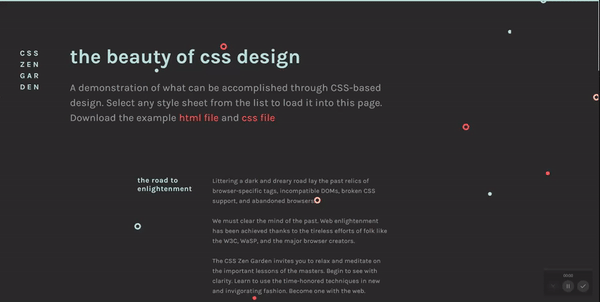 CSS
ZEN
GAR
DEN
the beauty of css design
A demonstration of what can be accomplished through CSS-based
design. Select any style sheet from the list to load it into this page.
Download the example html file and css file
the road to
enlightenment
Littering a dark and dreary road lay the past relics of
browser-specific tags, incompatible DOMs, broken CSS
support, and abandoned browsers
We must clear the mind of the past. Web enlightenment
has been achieved thanks to the tireless efforts of folk like
the W3C, WaSP, and the major browser creators.
The CSS Zen Garden invites you to relax and meditate on
the important lessons of the masters. Begin to see with
clarity. Learn to use the time-honored techniques in new
and invigorating fashion. Become one with the web.